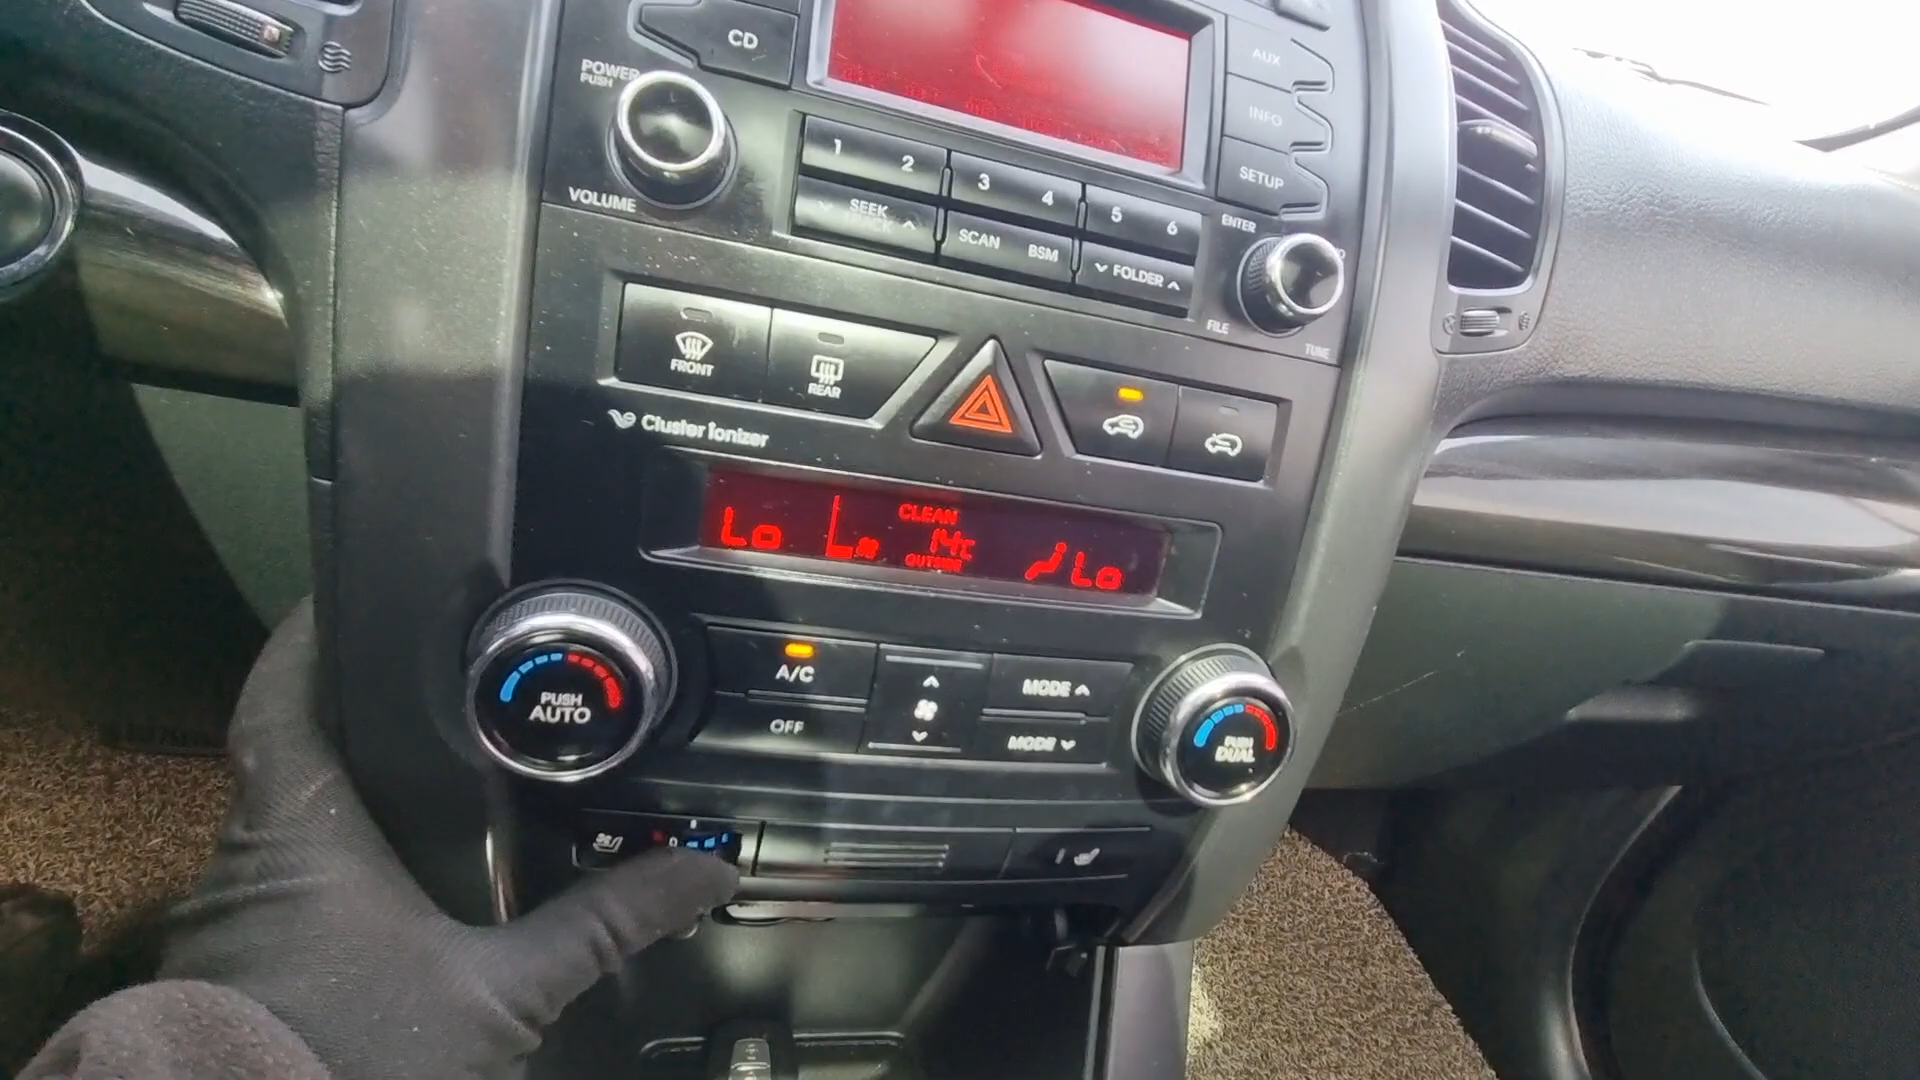 CD
AUX
POWER
PUSH
INFO
1 2 3 4 5 6
SETUP
VOLUME
SEEK
SCAN BSM
FOLDER
ENTER
FILE
TUNE
FRONT
REAR
Cluster Ionizer
CLEAN
Lo 14c Lo
OUTSIDE
A/C
MODE
PUSH
AUTO
OFF
MODE
PUSH
DUAL